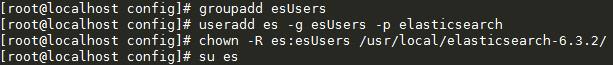 [root@localhost config]# groupadd esUsers
[root@localhost config]# useradd es -g esUsers -p elasticsearch
[root@localhost config]# chown -R es:esUsers /usr/local/elasticsearch-6.3.2/
[root@localhost config]# su es